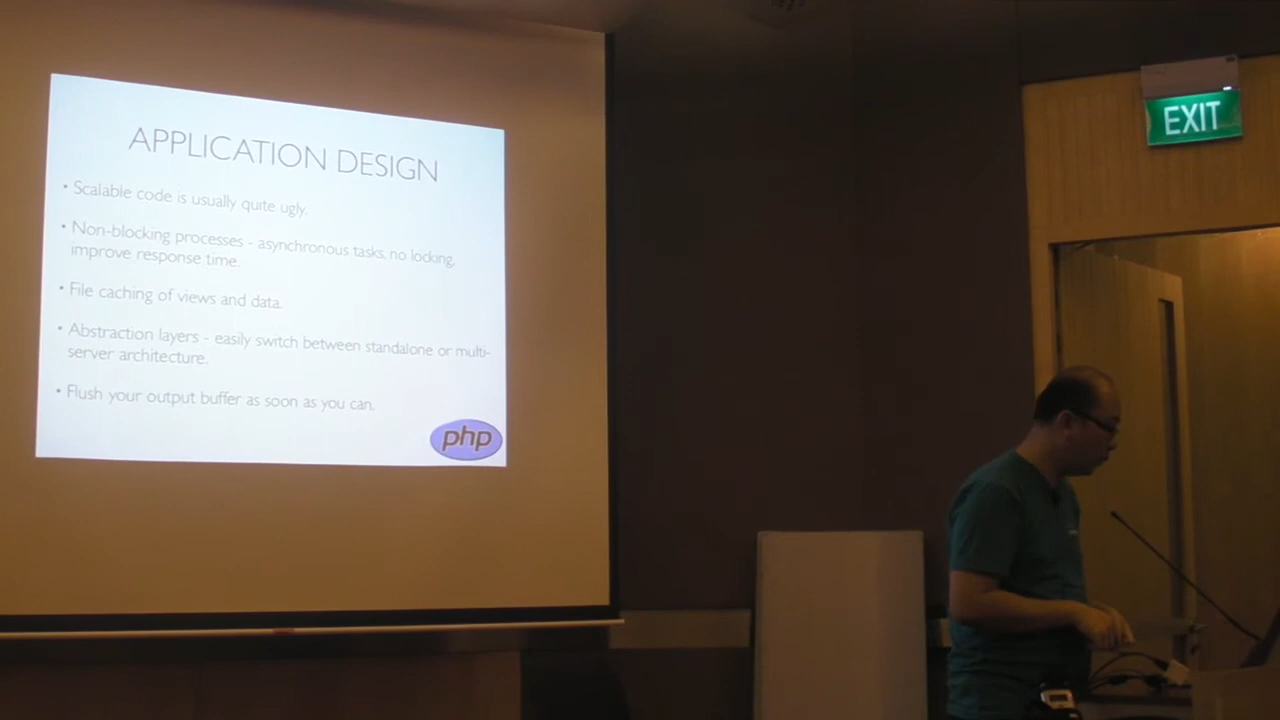 APPLICATION DESIGN
• Scalable code is usually quite ugly.
• Non-blocking processes - asynchronous tasks, no locking,
improve response time.
• File caching of views and data.
• Abstraction layers - easily switch between standalone or multi-
server architecture.
• Flush your output buffer as soon as you can.
php
EXIT